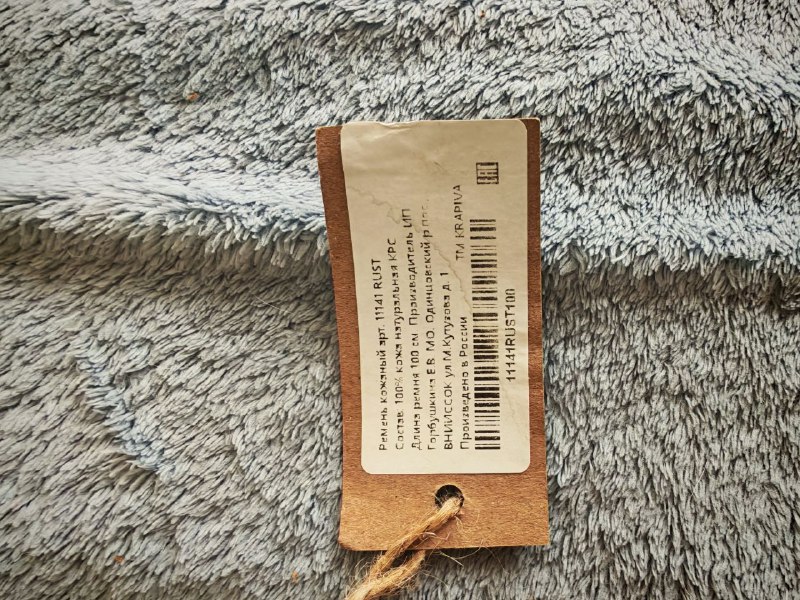 Ремень кожаный арт. 11141 RUST
Состав: 100% кожа натуральная КРС
Длина ремня 100 см. Производитель ИП
Горбушкина Е.В. М.О. Одинцовский р.пос.
ВНИИССОК ул.М.Кутузова д. 1
Произведено в России
TM KRAPIVA
EAC
11141RUST100